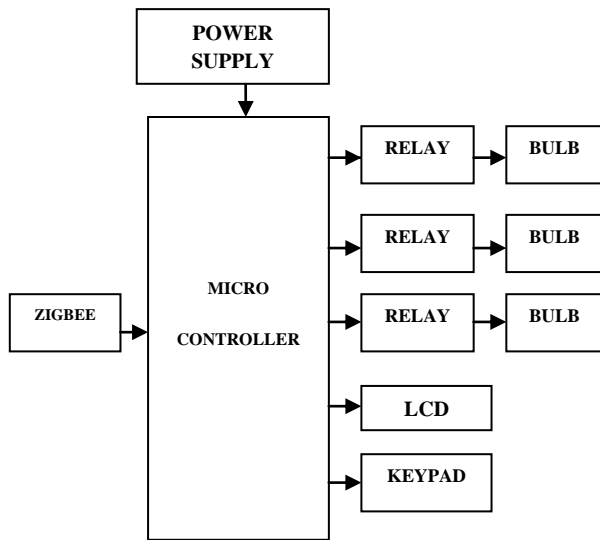 POWER
SUPPLY
RELAY
BULB
RELAY
BULB
MICRO
CONTROLLER
ZIGBEE
RELAY
BULB
LCD
KEYPAD